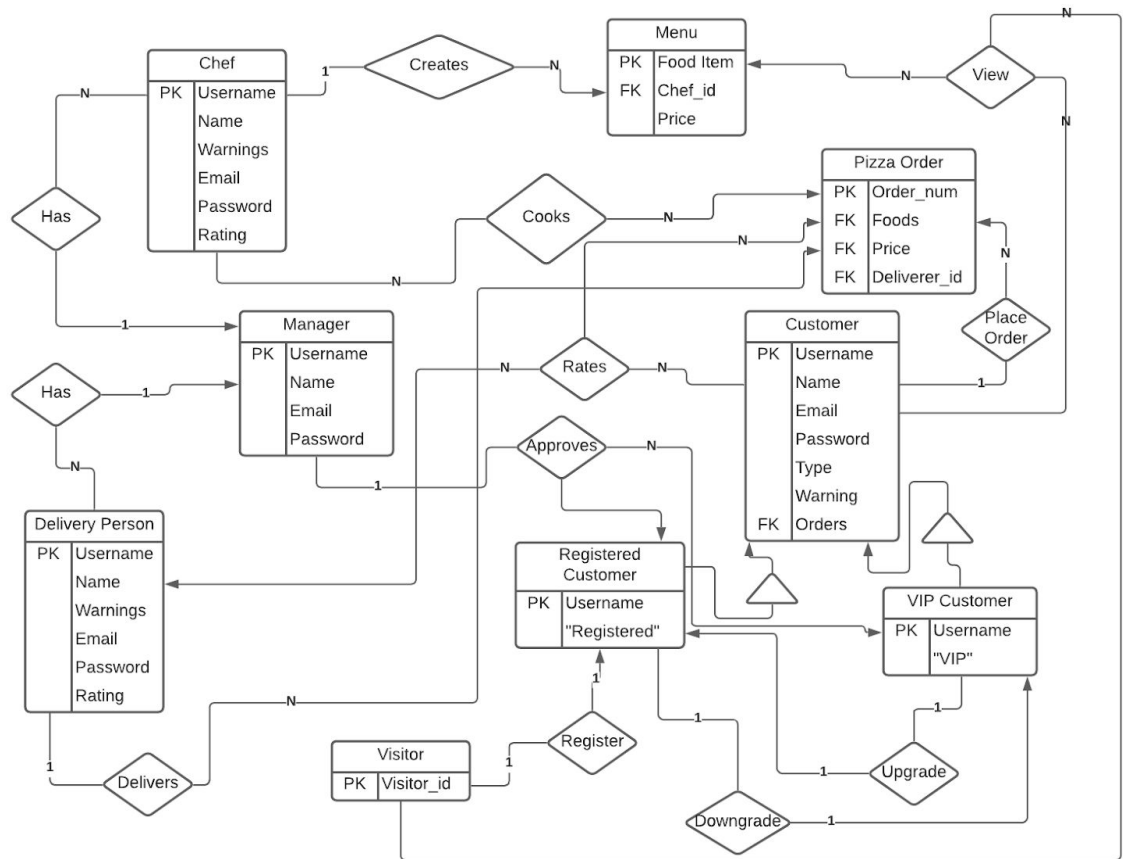 N
Menu
PK Food Item
FK Chef_id
Price
Creates
1
N
Chef
PK Username
Name
Warnings
Email
Password
Rating
N
View
N
N
Pizza Order
PK Order_num
FK Foods
FK Price
FK Deliverer_id
Has
Cooks
N
N
N
N
1
Manager
PK Username
Name
Email
Password
Place
Order
1
Customer
PK Username
Name
Email
Password
Type
Warning
FK Orders
Has
1
N
Rates
N
N
Approves
1
N
Delivery Person
PK Username
Name
Warnings
Email
Password
Rating
Registered
Customer
PK Username
"Registered"
VIP Customer
PK Username
"VIP"
N
1
Delivers
Visitor
PK Visitor_id
1
Register
1
1
Downgrade
1
1
Upgrade
1